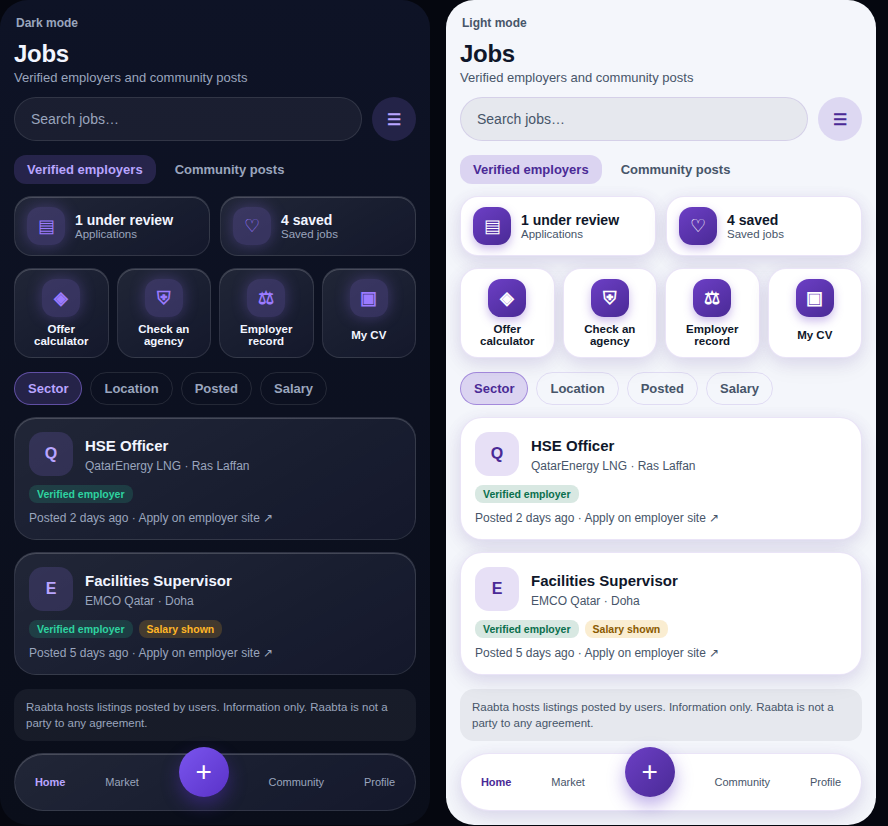 Dark mode
Jobs
Verified employers and community posts
Search jobs…
☰
Verified employers
Community posts
1 under review
Applications
4 saved
Saved jobs
Offer
calculator
Check an
agency
Employer
record
My CV
Sector
Location
Posted
Salary
Q
HSE Officer
QatarEnergy LNG · Ras Laffan
Verified employer
Posted 2 days ago · Apply on employer site ↗
E
Facilities Supervisor
EMCO Qatar · Doha
Verified employer
Salary shown
Posted 5 days ago · Apply on employer site ↗
Raabta hosts listings posted by users. Information only. Raabta is not a
party to any agreement.
Home
Market
+
Community
Profile
Light mode
Jobs
Verified employers and community posts
Search jobs…
☰
Verified employers
Community posts
1 under review
Applications
4 saved
Saved jobs
Offer
calculator
Check an
agency
Employer
record
My CV
Sector
Location
Posted
Salary
Q
HSE Officer
QatarEnergy LNG · Ras Laffan
Verified employer
Posted 2 days ago · Apply on employer site ↗
E
Facilities Supervisor
EMCO Qatar · Doha
Verified employer
Salary shown
Posted 5 days ago · Apply on employer site ↗
Raabta hosts listings posted by users. Information only. Raabta is not a
party to any agreement.
Home
Market
+
Community
Profile